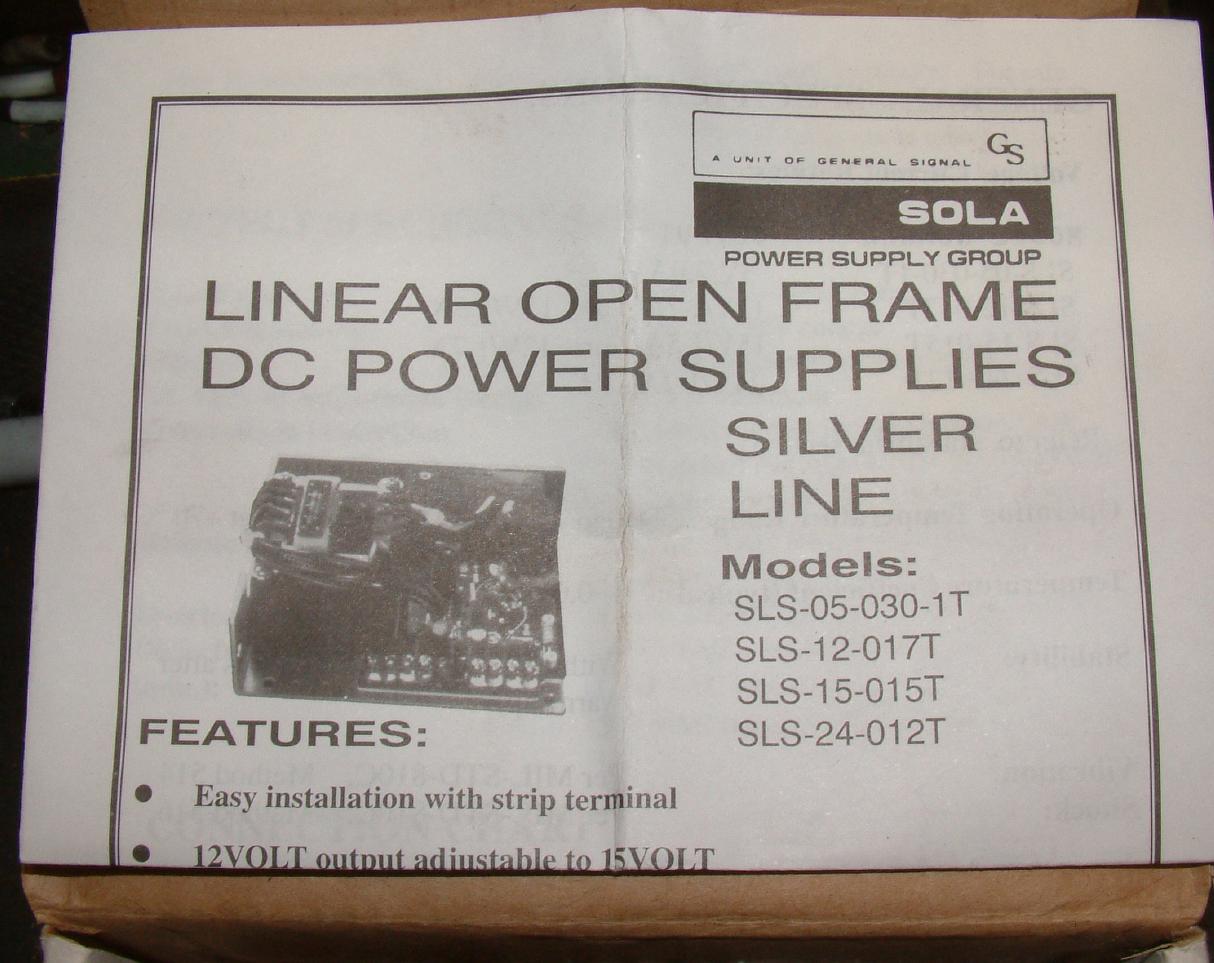 A UNIT OF GENERAL SIGNAL GS
SOLA
POWER SUPPLY GROUP
LINEAR OPEN FRAME
DC POWER SUPPLIES
SILVER
LINE
Models:
SLS-05-030-1T
SLS-12-017T
SLS-15-015T
SLS-24-012T
FEATURES:
• Easy installation with strip terminal
• 12VOLT output adjustable to 15VOLT